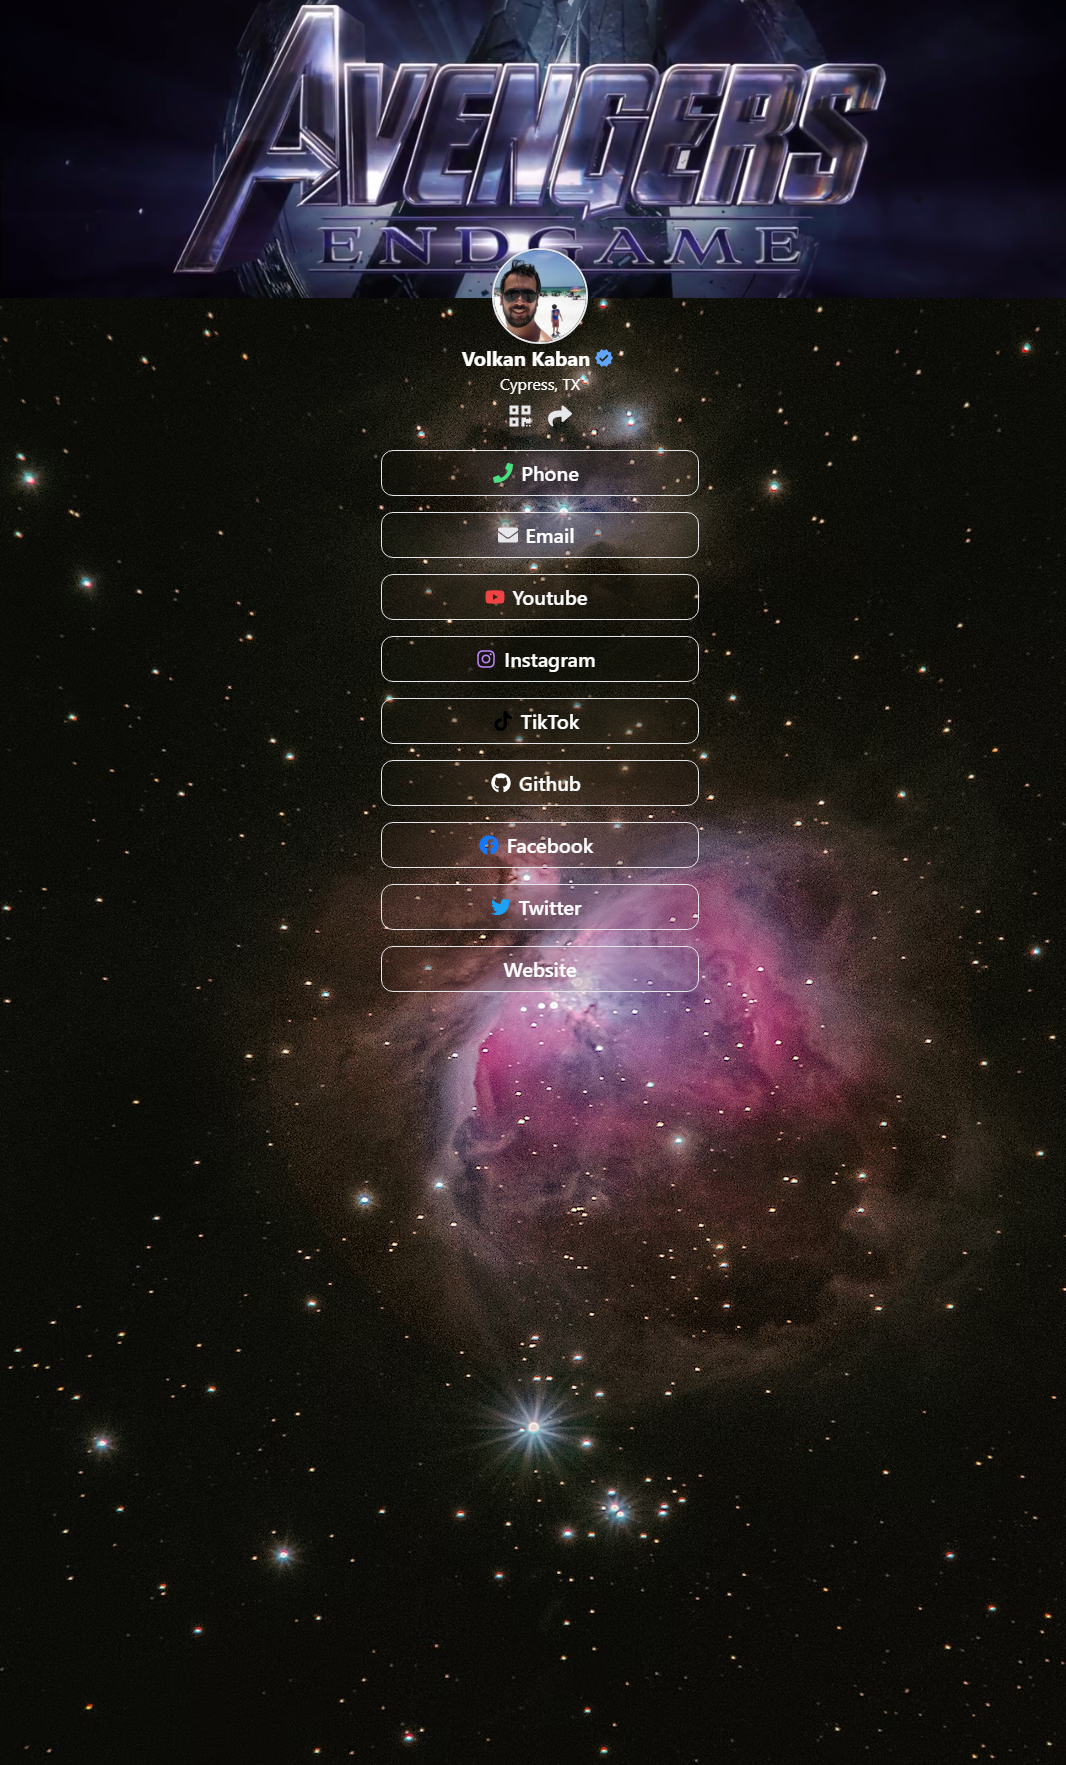 AVENGERS
ENDGAME
Volkan Kaban
Cypress, TX
Phone
Email
Youtube
Instagram
TikTok
Github
Facebook
Twitter
Website